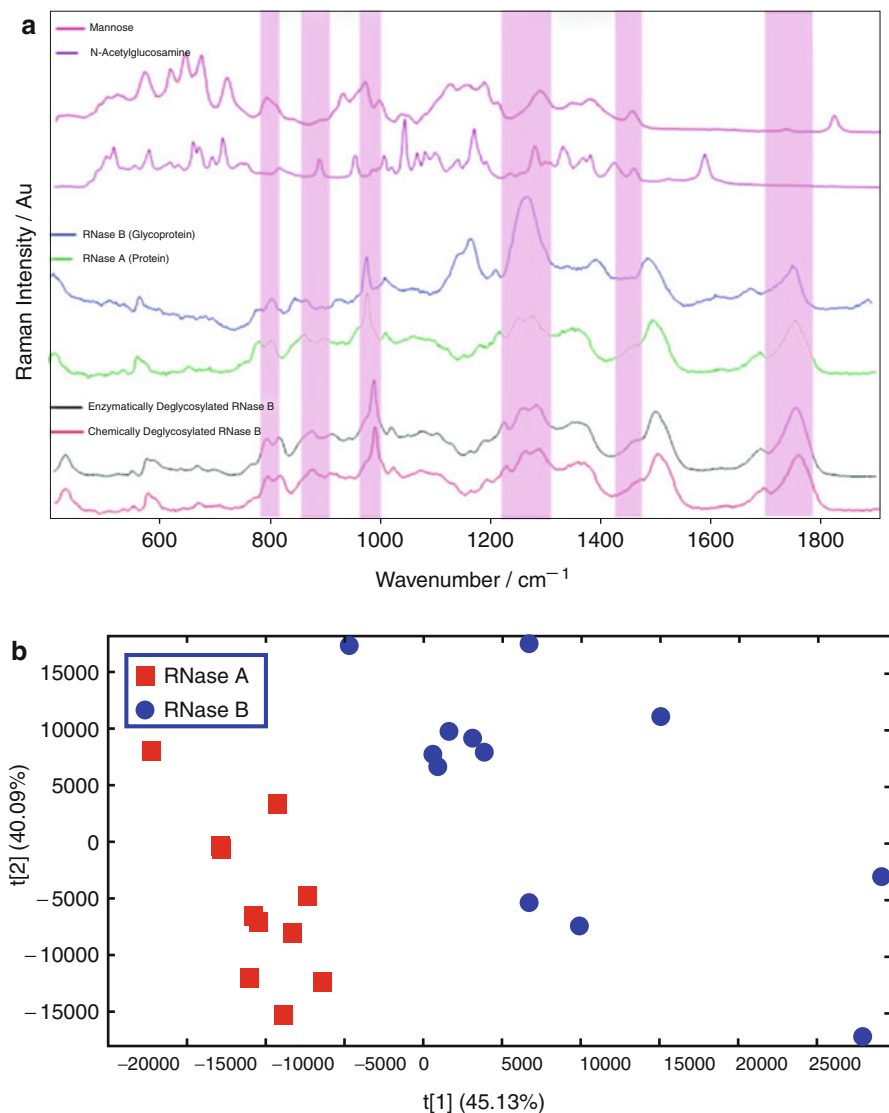 a
Mannose
N-Acetylglucosamine
RNase B (Glycoprotein)
RNase A (Protein)
Enzymatically Deglycosylated RNase B
Chemically Deglycosylated RNase B
Raman Intensity / Au
600 800 1000 1200 1400 1600 1800
Wavenumber / cm⁻¹
b
RNase A
RNase B
15000
10000
5000
0
−5000
−10000
−15000
t[2] (40.09%)
−20000 −15000 −10000 −5000 0 5000 10000 15000 20000 25000
t[1] (45.13%)